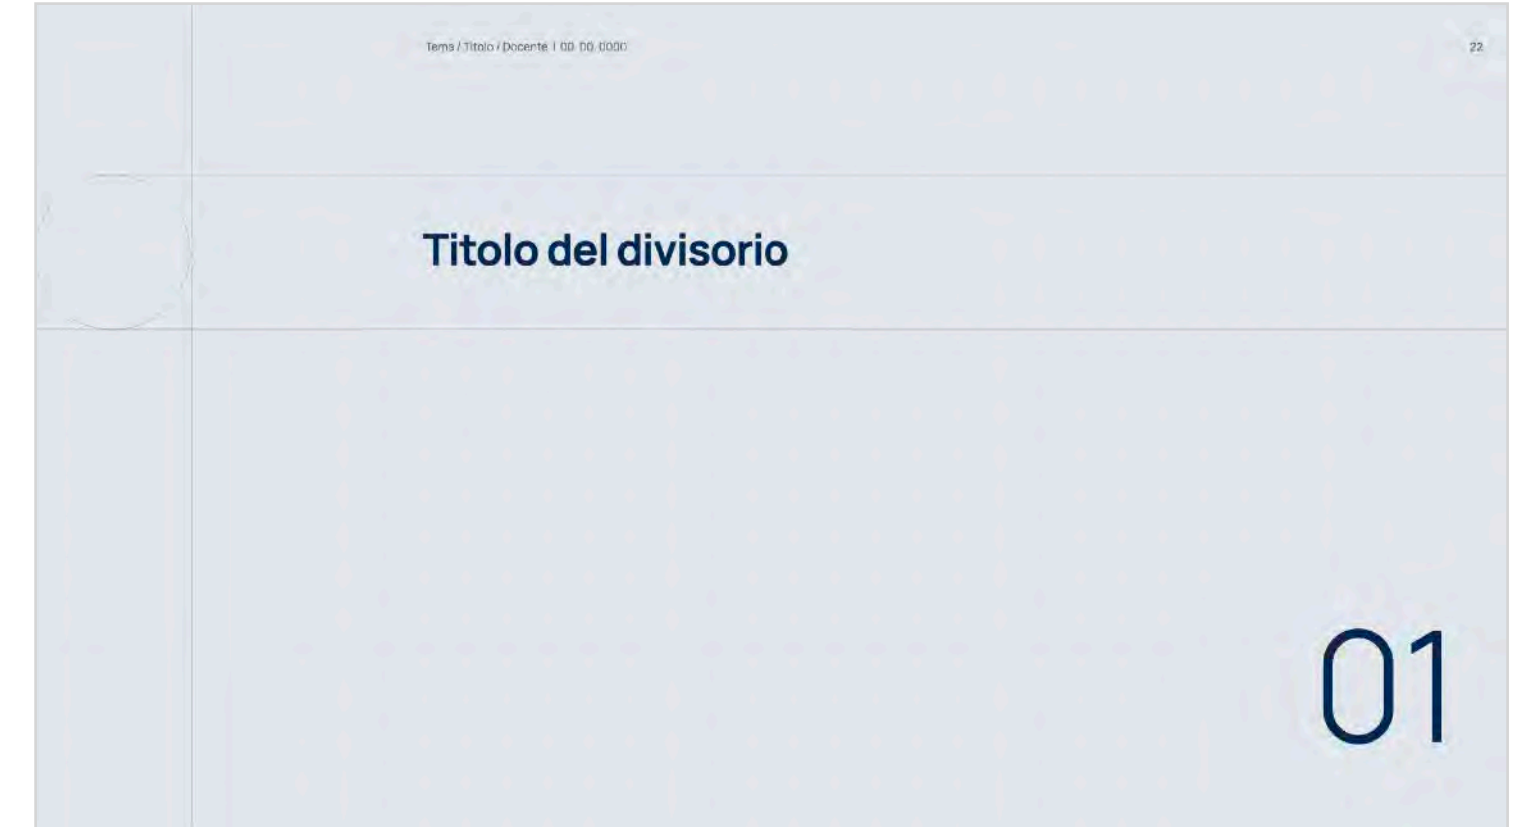 Tema / Titolo / Docente | 00 00 0000
22
Titolo del divisorio
01